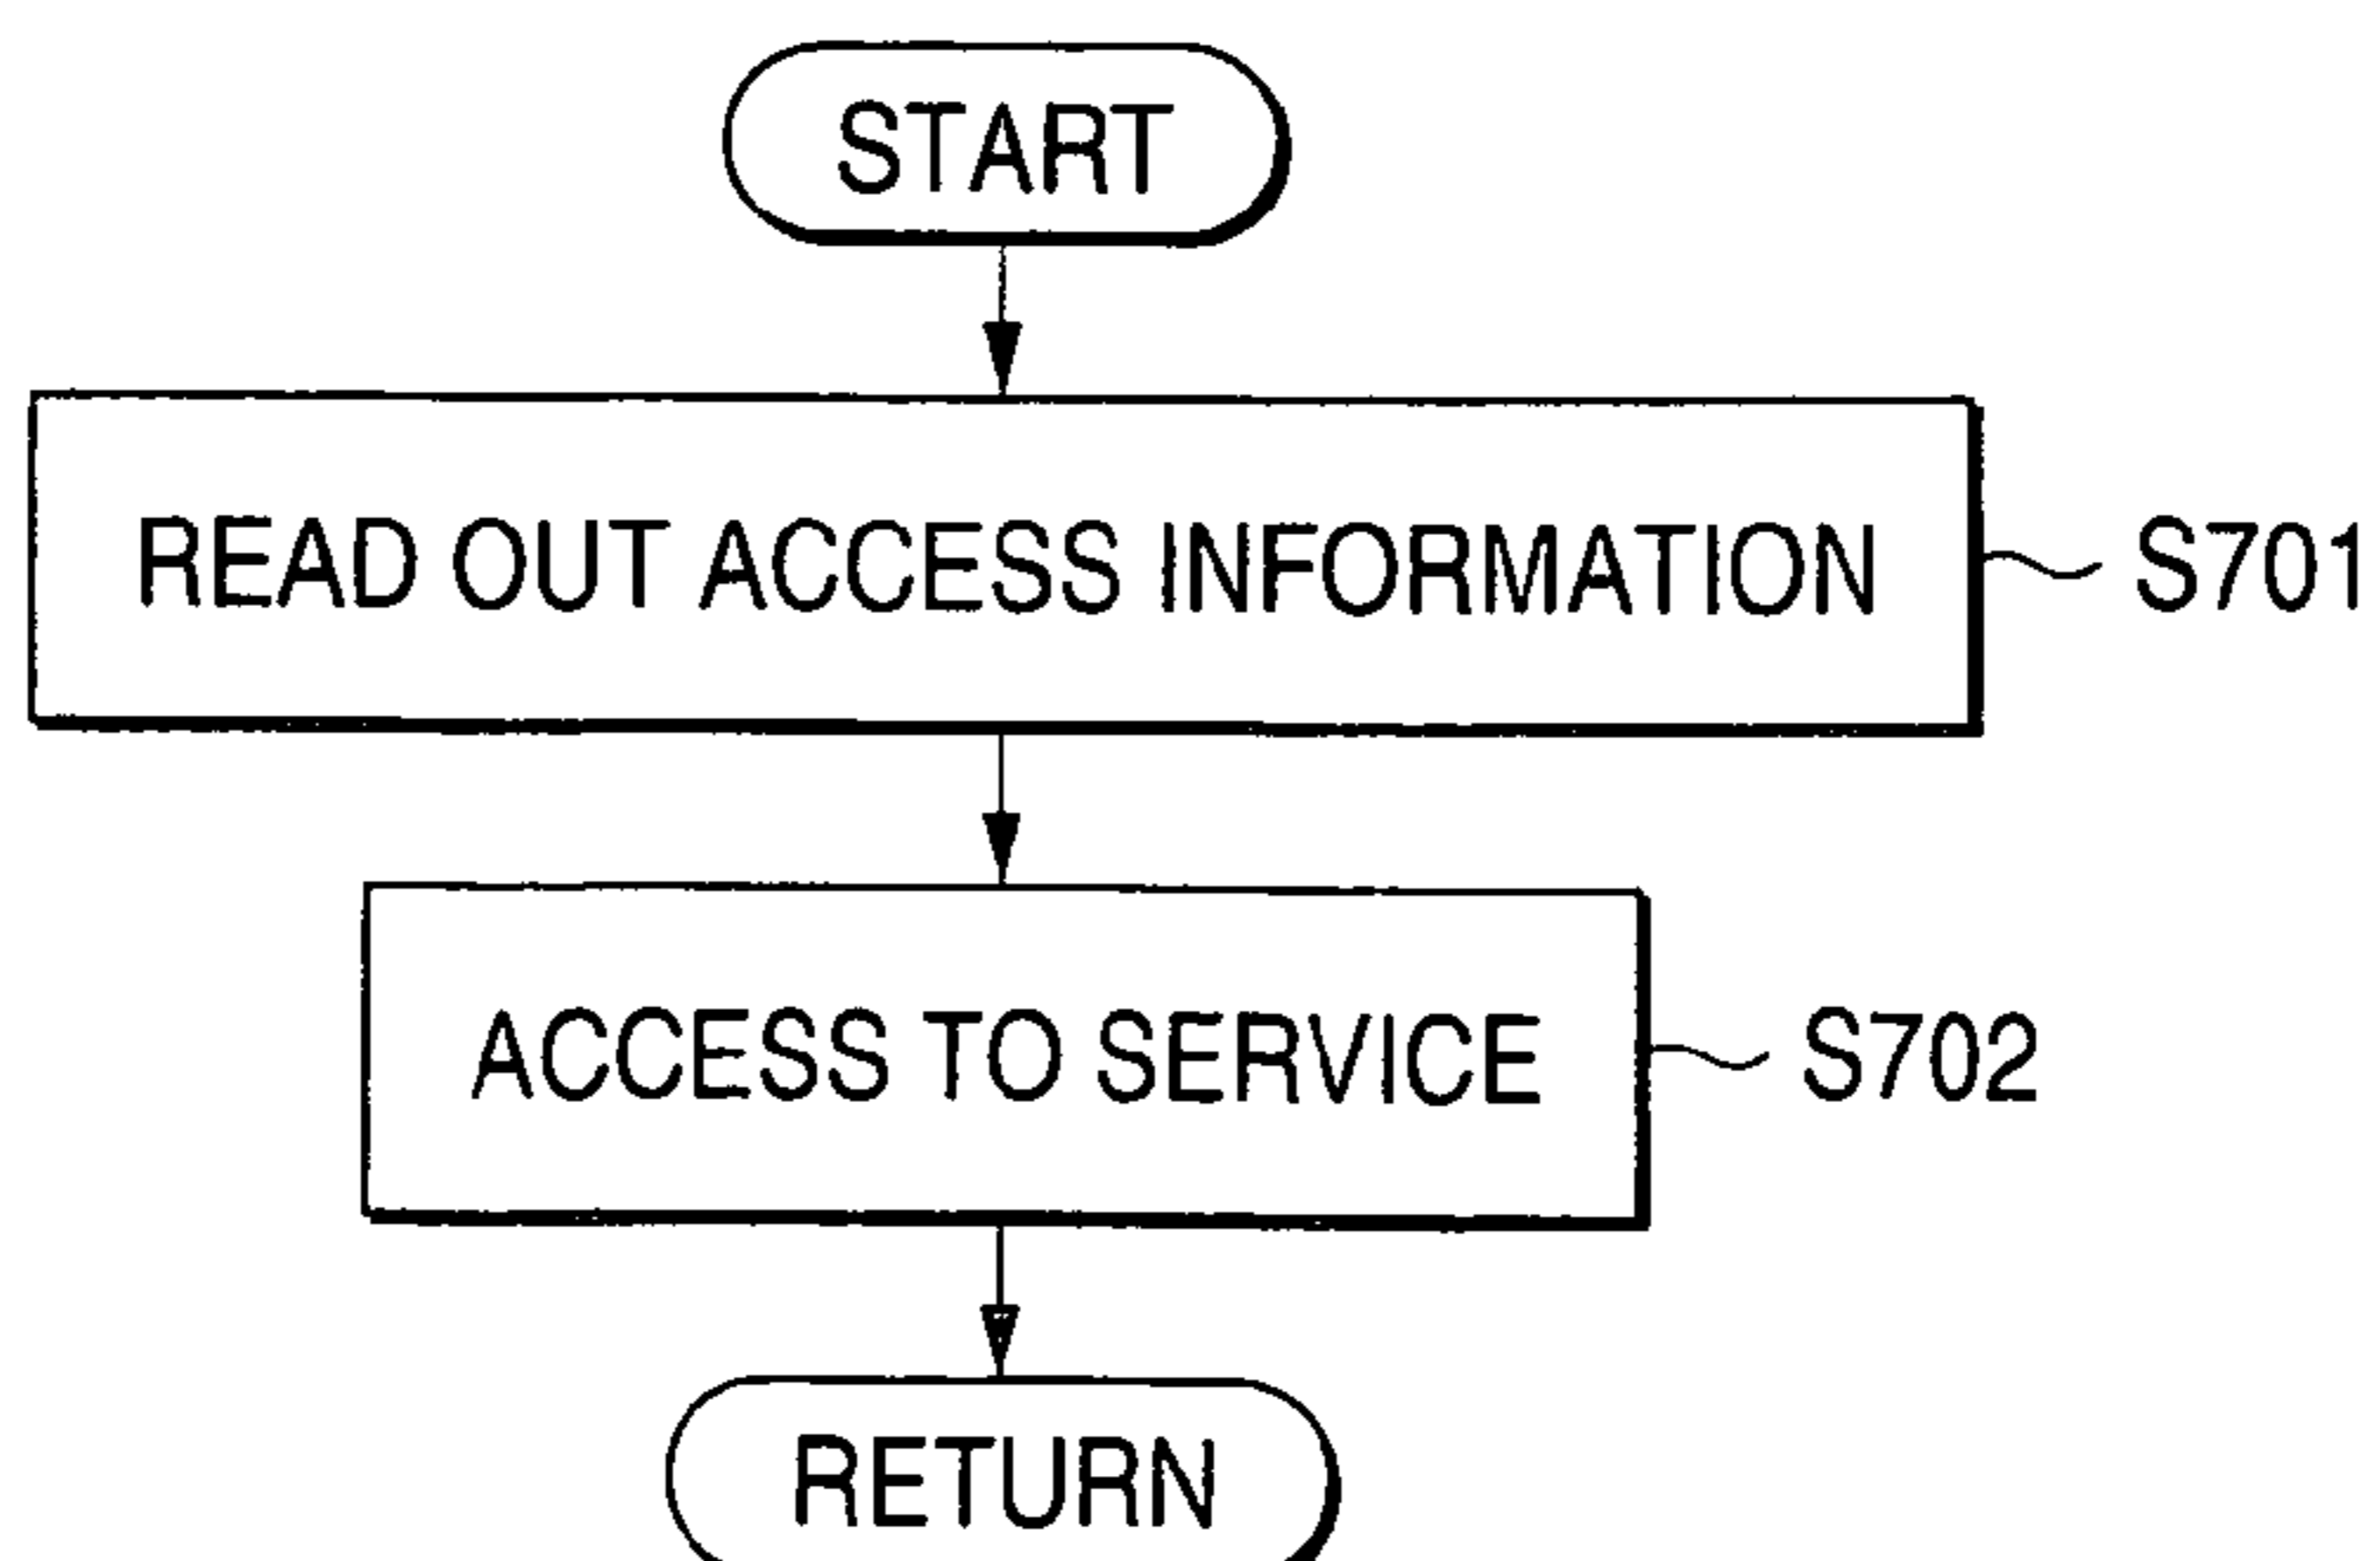 START
READ OUT ACCESS INFORMATION S701
ACCESS TO SERVICE S702
RETURN